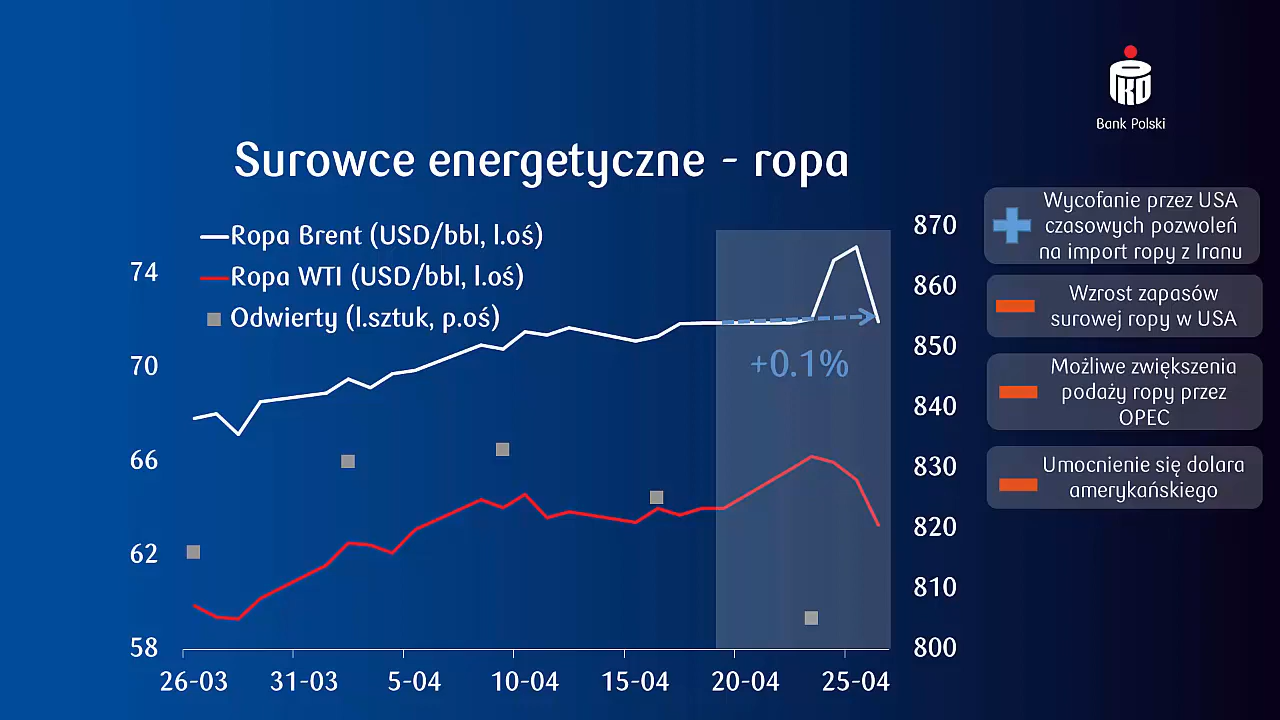 PKO
Bank Polski
Surowce energetyczne - ropa
Ropa Brent (USD/bbl, l.oś)
Ropa WTI (USD/bbl, l.oś)
Odwierty (l.sztuk, p.oś)
74
70
66
62
58
870
860
850
840
830
820
810
800
+0.1%
26-03
31-03
5-04
10-04
15-04
20-04
25-04
Wycofanie przez USA
czasowych pozwoleń
na import ropy z Iranu
Wzrost zapasów
surowej ropy w USA
Możliwe zwiększenia
podaży ropy przez
OPEC
Umocnienie się dolara
amerykańskiego